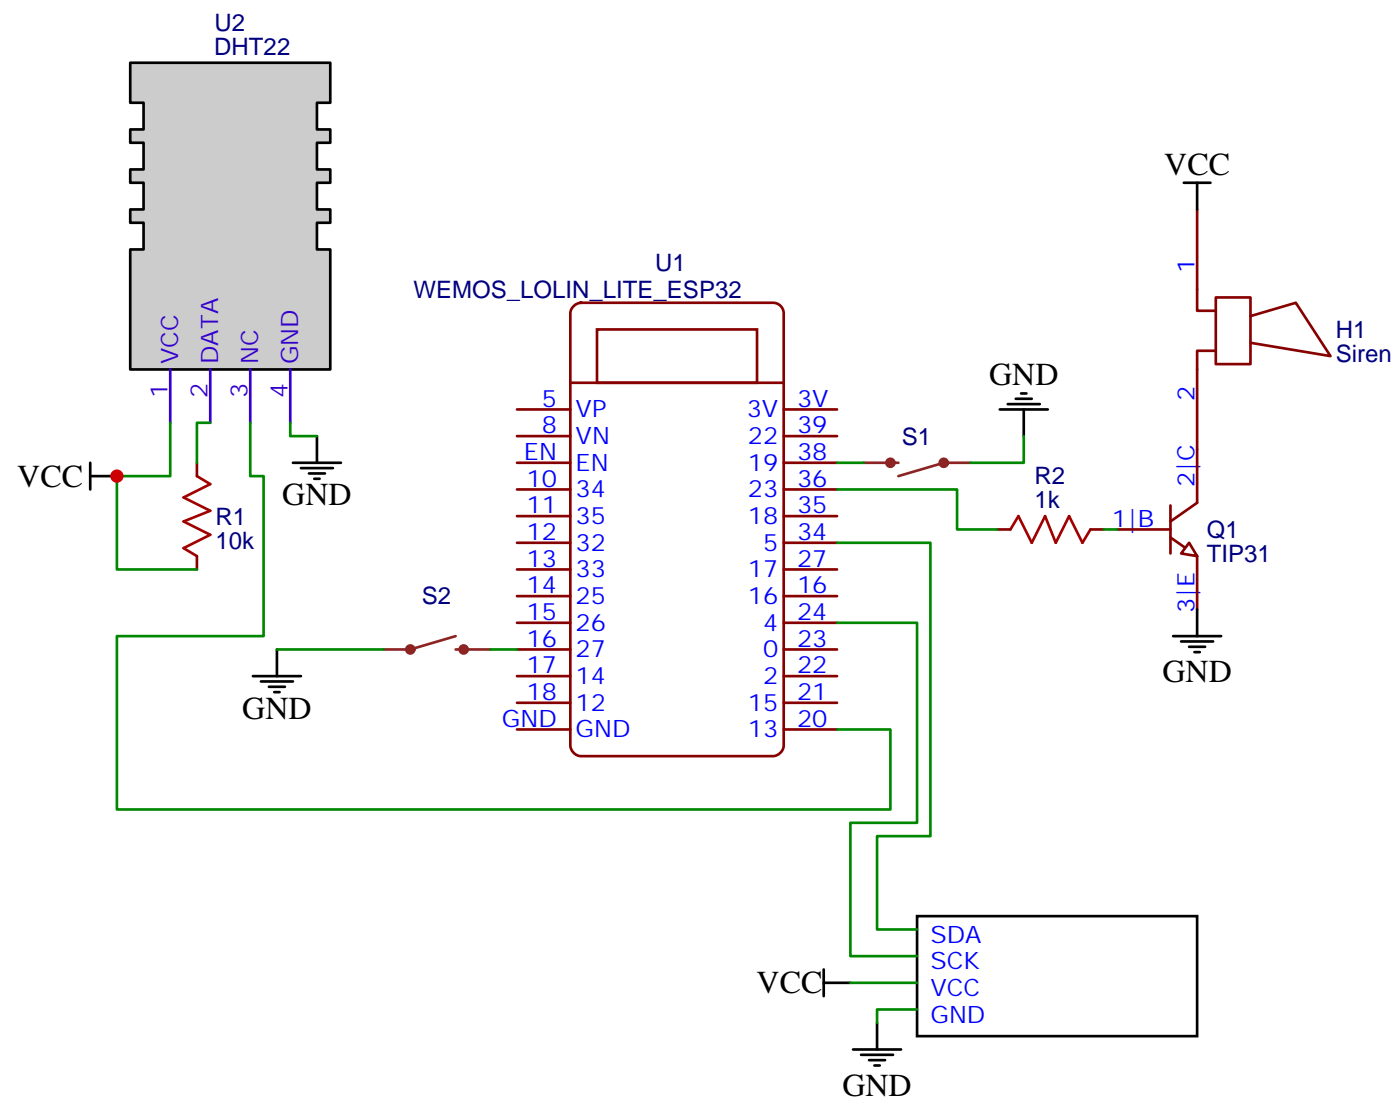 U2
DHT22
VCC
DATA
NC
GND
1
2
3
4
VCC
GND
R1
10k
U1
WEMOS_LOLIN_LITE_ESP32
5 VP
8 VN
EN EN
10 34
11 35
12 32
13 33
14 25
15 26
16 27
17 14
18 12
GND GND
3V 3V
22 39
19 38
23 36
18 35
5 34
17 27
16 16
4 24
0 23
2 22
15 21
13 20
S2
GND
GND
S1
R2
1k
VCC
1
H1
Siren
2
2|C
1|B
Q1
TIP31
3|E
GND
SDA
SCK
VCC
VCC
GND
GND